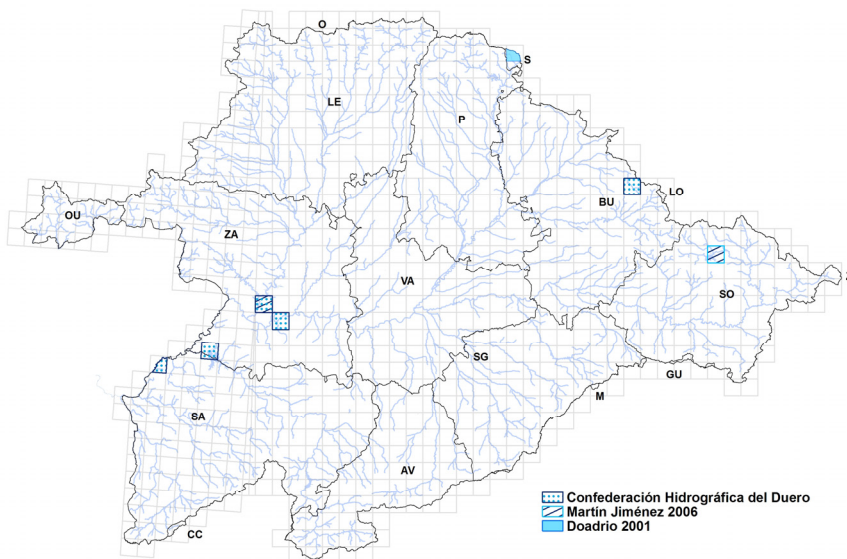 O
S
LE
P
LO
OU
BU
ZA
VA
SO
SG
GU
M
SA
AV
CC
Confederación Hidrográfica del Duero
Martín Jiménez 2006
Doadrio 2001